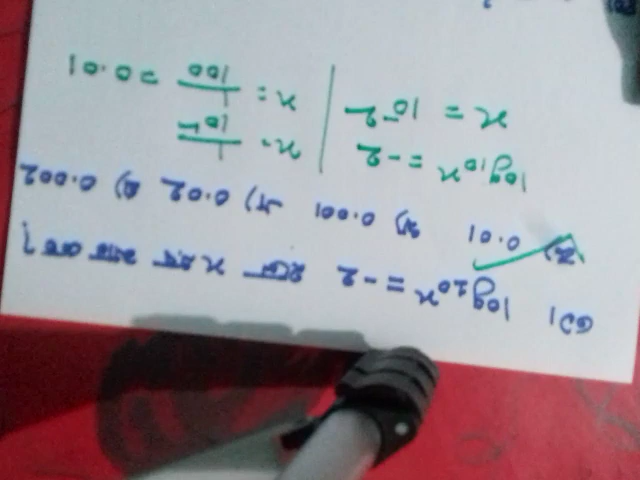 ৩১ log₁₀x = -2 হলে x এর মান কত?
ক) 0.01 খ) 0.001 গ) 0.02 ঘ) 0.002
log₁₀x = -2
x = 10⁻²
x = 1/10²
x = 1/100 = 0.01